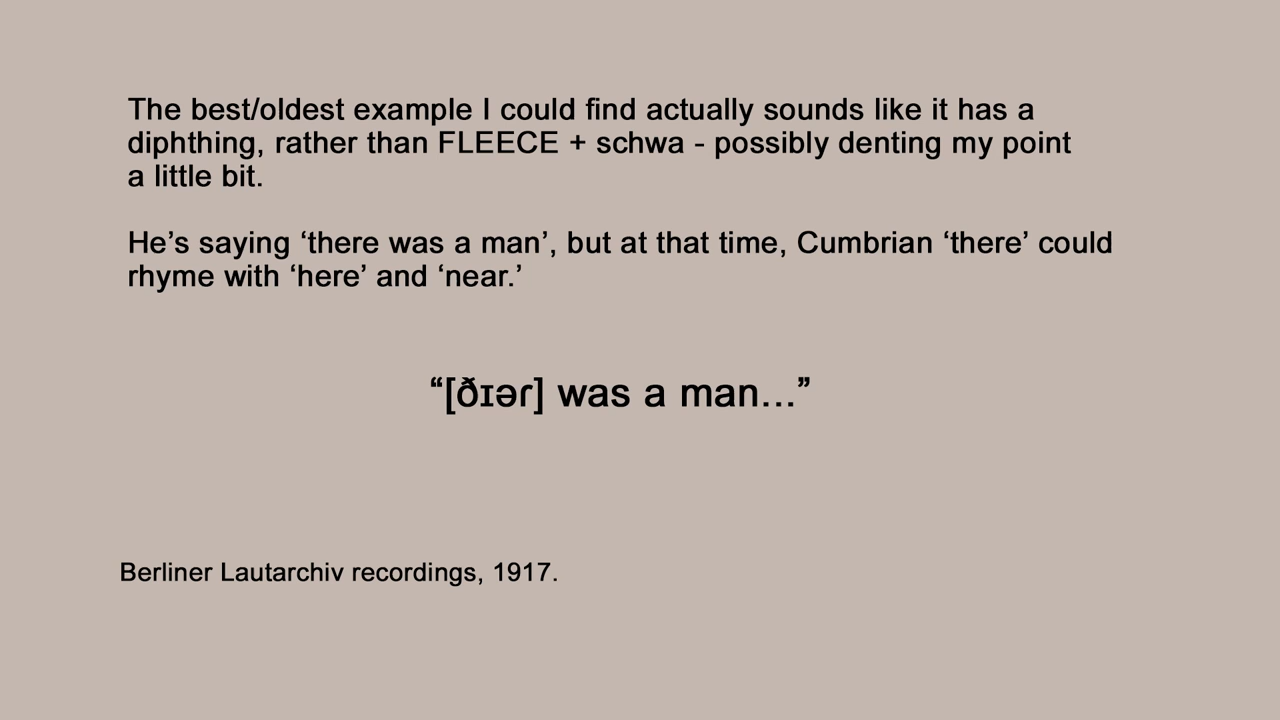 The best/oldest example I could find actually sounds like it has a
diphthing, rather than FLEECE + schwa - possibly denting my point
a little bit.
He’s saying ‘there was a man’, but at that time, Cumbrian ‘there’ could
rhyme with ‘here’ and ‘near.’
“[ðɪəɾ] was a man...”
Berliner Lautarchiv recordings, 1917.